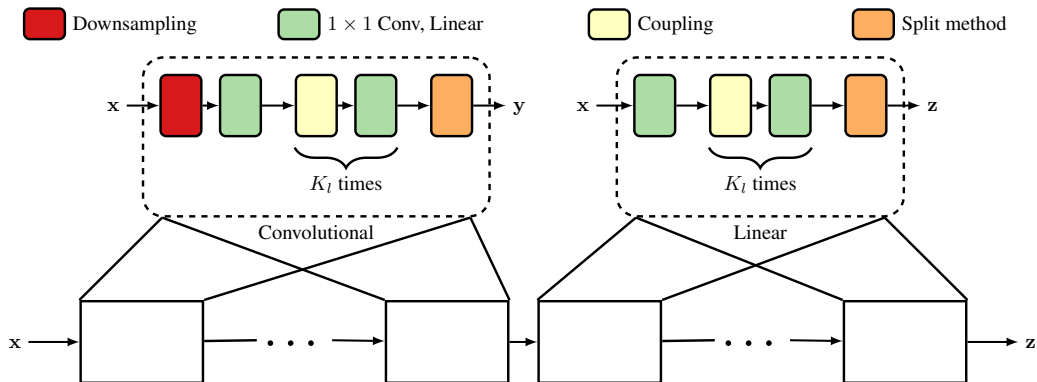 Downsampling
1 × 1 Conv, Linear
Coupling
Split method
x
y
x
z
K_l times
K_l times
Convolutional
Linear
x
. . .
. . .
z